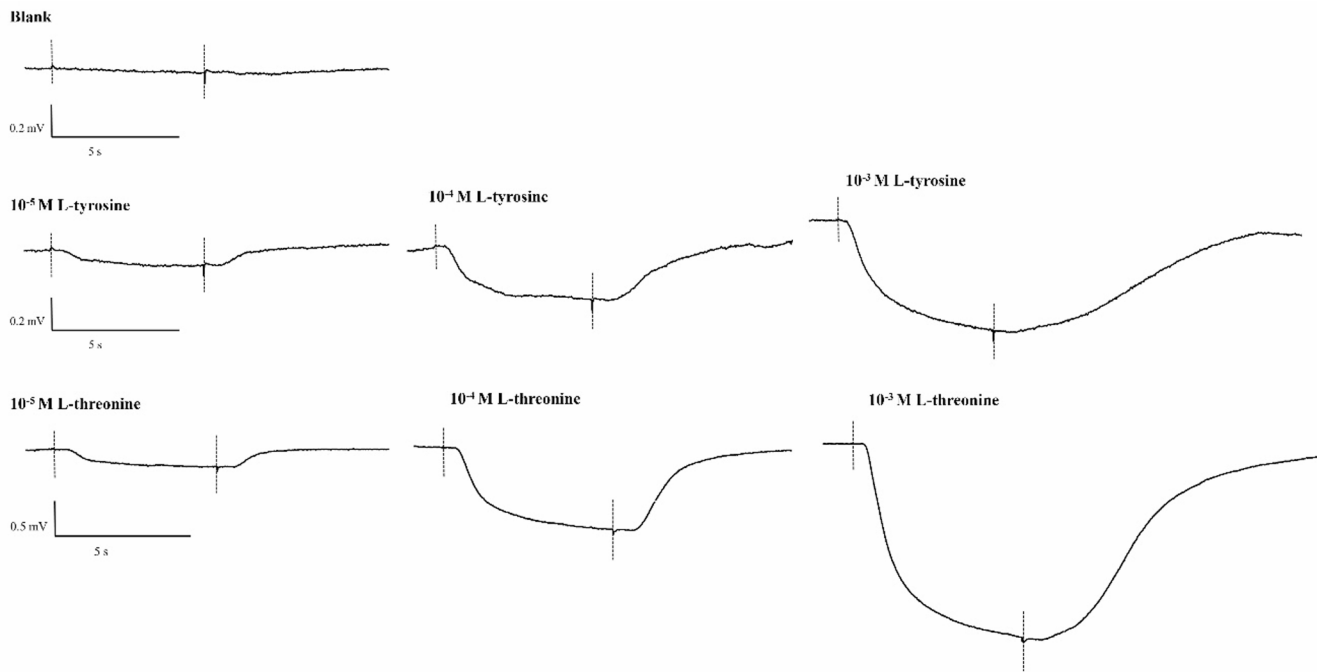 Blank
0.2 mV
5 s
10⁻³ M L-tyrosine
10⁻⁵ M L-tyrosine
10⁻⁴ M L-tyrosine
0.2 mV
5 s
10⁻⁵ M L-threonine
10⁻⁴ M L-threonine
10⁻³ M L-threonine
0.5 mV
5 s